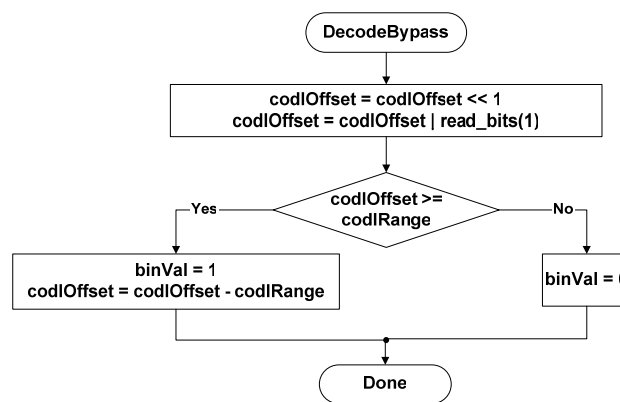 DecodeBypass
codIOffset = codIOffset << 1
codIOffset = codIOffset | read_bits(1)
codIOffset >=
codIRange
Yes
No
binVal = 1
codIOffset = codIOffset - codIRange
binVal =
Done